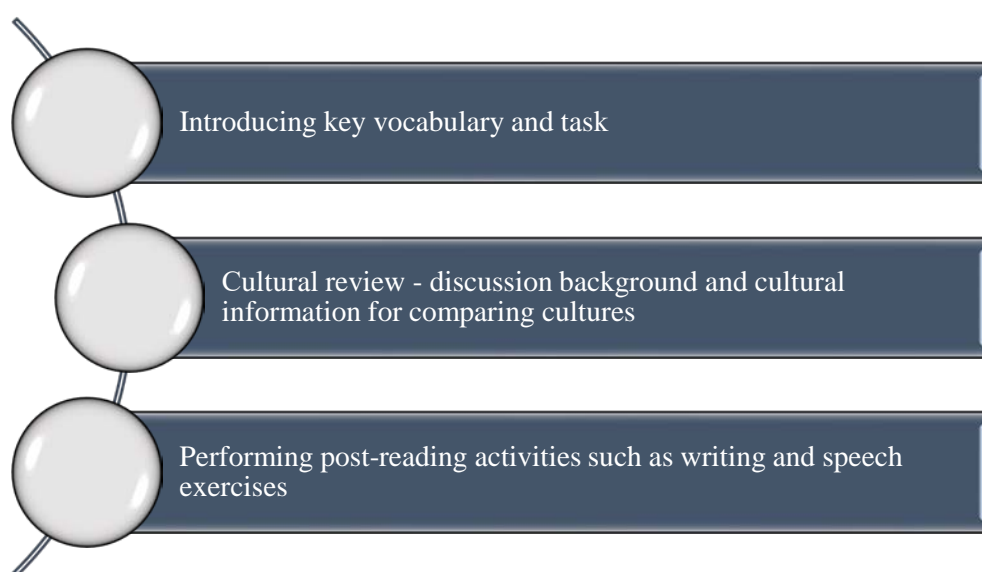 Introducing key vocabulary and task
Cultural review - discussion background and cultural
information for comparing cultures
Performing post-reading activities such as writing and speech
exercises